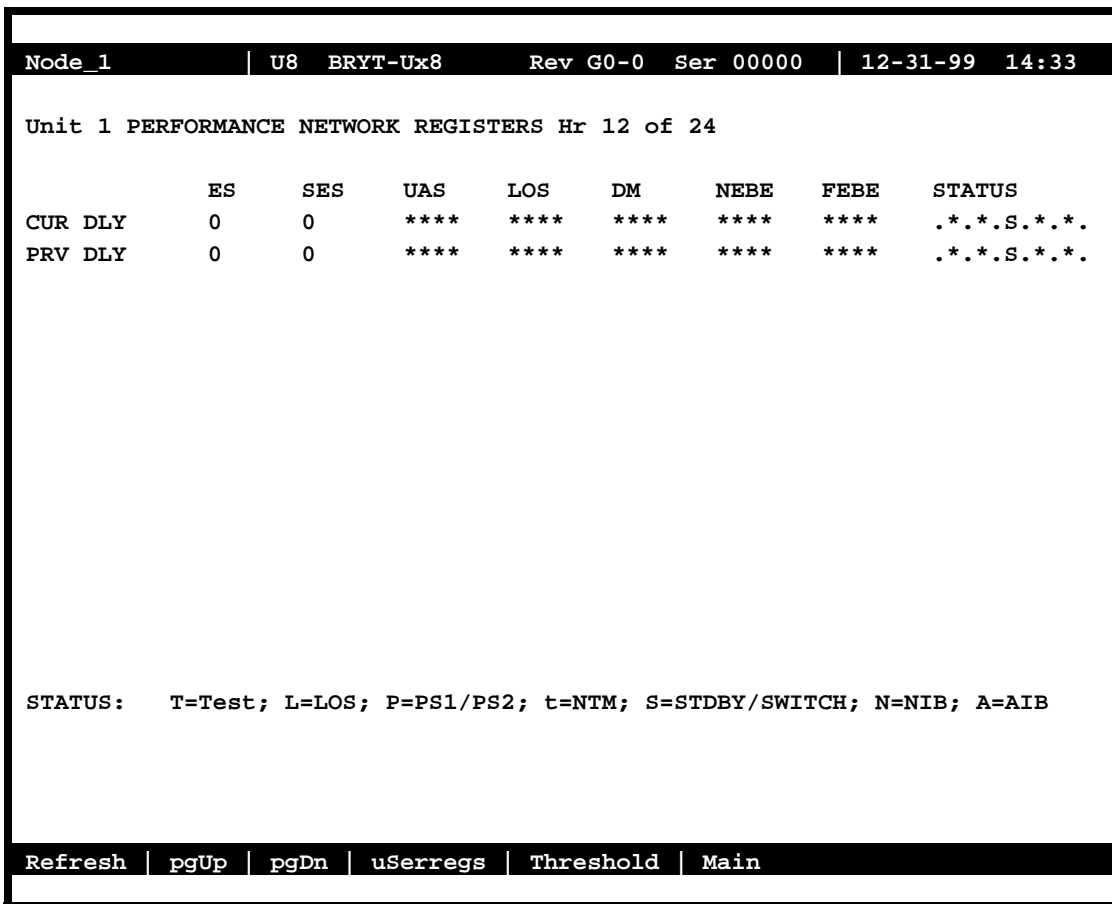 Node_1 | U8 BRYT-Ux8 Rev G0-0 Ser 00000 | 12-31-99 14:33
Unit 1 PERFORMANCE NETWORK REGISTERS Hr 12 of 24
ES SES UAS LOS DM NEBE FEBE STATUS
CUR DLY 0 0 **** **** **** **** **** .*.*.S.*.*.
PRV DLY 0 0 **** **** **** **** **** .*.*.S.*.*.
STATUS: T=Test; L=LOS; P=PS1/PS2; t=NTM; S=STDBY/SWITCH; N=NIB; A=AIB
Refresh | pgUp | pgDn | uSerregs | Threshold | Main